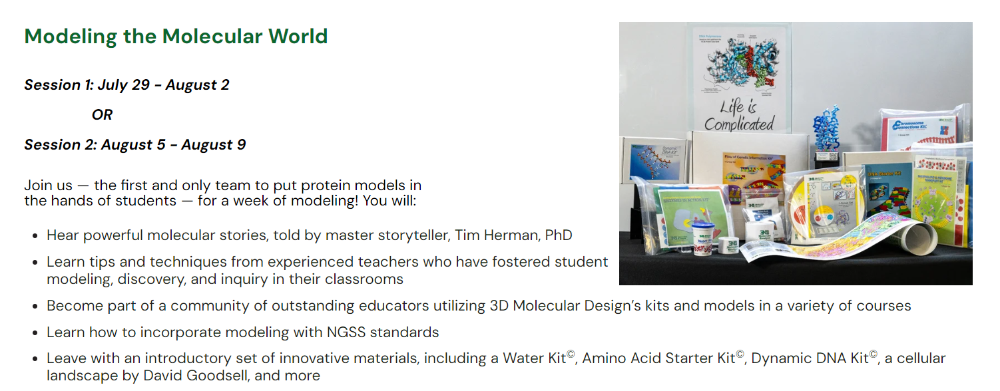 Modeling the Molecular World
Session 1: July 29 – August 2
OR
Session 2: August 5 – August 9
Join us — the first and only team to put protein models in
the hands of students — for a week of modeling! You will:
• Hear powerful molecular stories, told by master storyteller, Tim Herman, PhD
• Learn tips and techniques from experienced teachers who have fostered student
modeling, discovery, and inquiry in their classrooms
• Become part of a community of outstanding educators utilizing 3D Molecular Design’s kits and models in a variety of courses
• Learn how to incorporate modeling with NGSS standards
• Leave with an introductory set of innovative materials, including a Water Kit©, Amino Acid Starter Kit©, Dynamic DNA Kit©, a cellular
landscape by David Goodsell, and more
Life is
Complicated
Chromosome
Connections Kit
Dynamic
DNA Kit
Flow of Genetic Information Kit
DNA Starter Kit
Enzymes in Action Kit